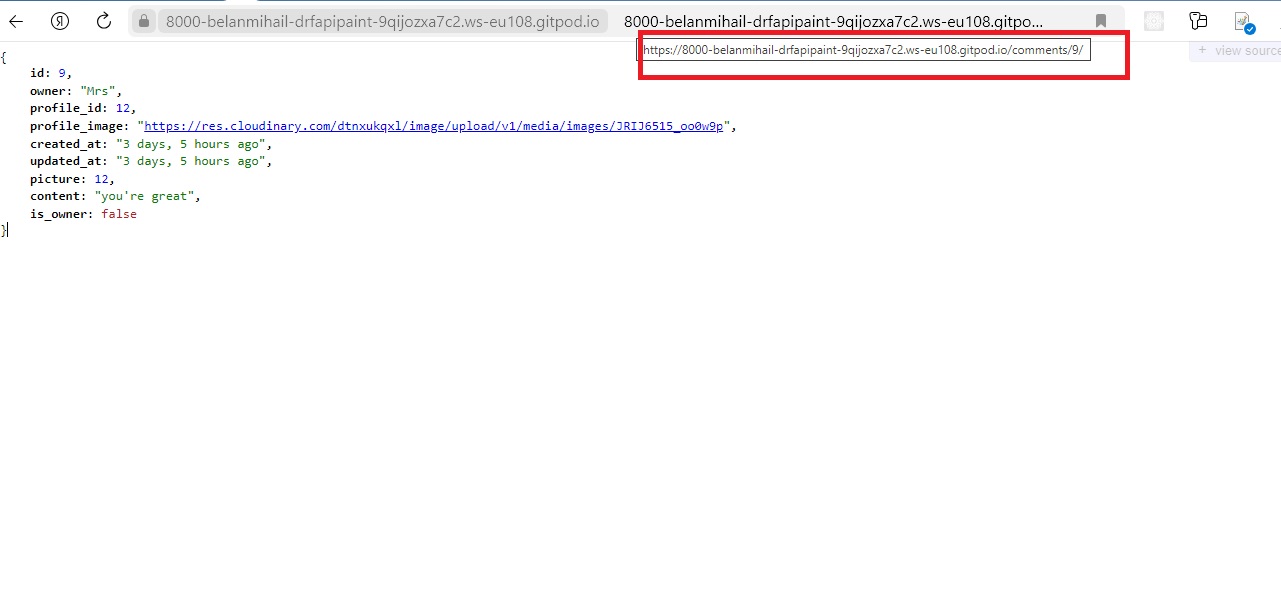 Я 8000-belanmihail-drfapipaint-9qijozxa7c2.ws-eu108.gitpod.io 8000-belanmihail-drfapipaint-9qijozxa7c2.ws-eu108.gitpo...
https://8000-belanmihail-drfapipaint-9qijozxa7c2.ws-eu108.gitpod.io/comments/9/
+ view source
{
id: 9,
owner: "Mrs",
profile_id: 12,
profile_image: "https://res.cloudinary.com/dtnxukqxl/image/upload/v1/media/images/JRIJ6515_oo0w9p",
created_at: "3 days, 5 hours ago",
updated_at: "3 days, 5 hours ago",
picture: 12,
content: "you're great",
is_owner: false
}